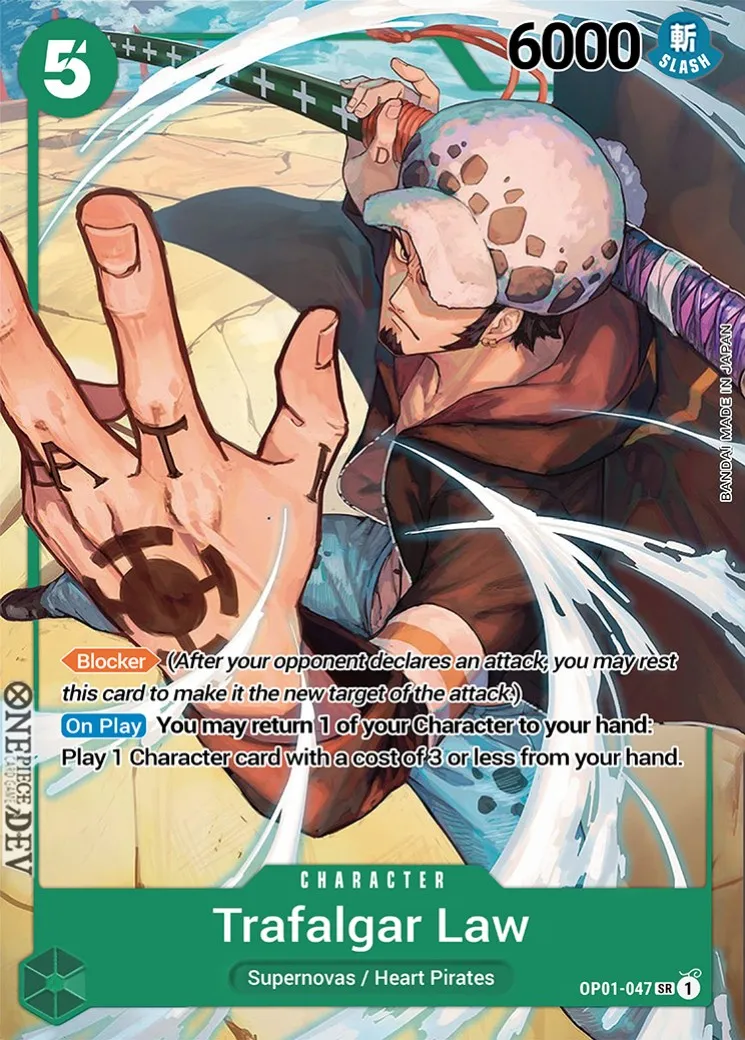 5
6000
斬
SLASH
D
A T I
BANDAI MADE IN JAPAN
Blocker (After your opponent declares an attack, you may rest
this card to make it the new target of the attack.)
On Play You may return 1 of your Character to your hand:
Play 1 Character card with a cost of 3 or less from your hand.
ONE PIECE
CARD GAME
/DEV
CHARACTER
Trafalgar Law
Supernovas / Heart Pirates
OP01-047 SR 1